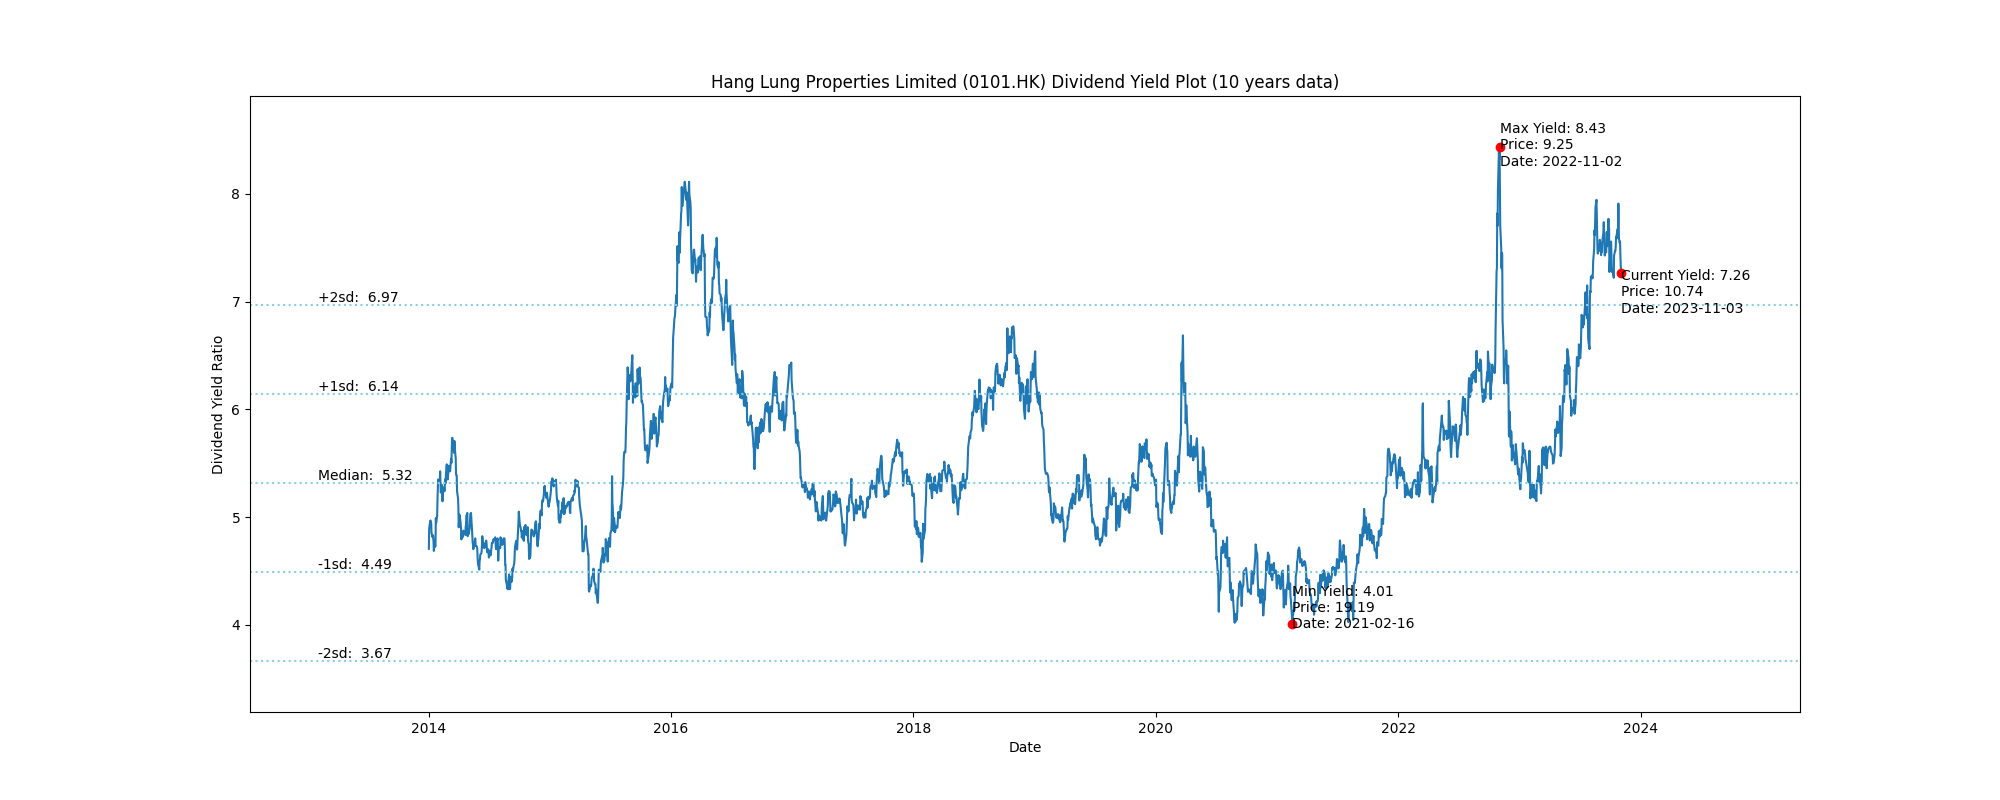 Hang Lung Properties Limited (0101.HK) Dividend Yield Plot (10 years data)
Max Yield: 8.43
Price: 9.25
Date: 2022-11-02
8
Current Yield: 7.26
Price: 10.74
Date: 2023-11-03
7
+2sd:  6.97
Dividend Yield Ratio
+1sd:  6.14
6
Median:  5.32
5
-1sd:  4.49
Min Yield: 4.01
Price: 19.19
Date: 2021-02-16
4
-2sd:  3.67
2014
2016
2018
2020
2022
2024
Date